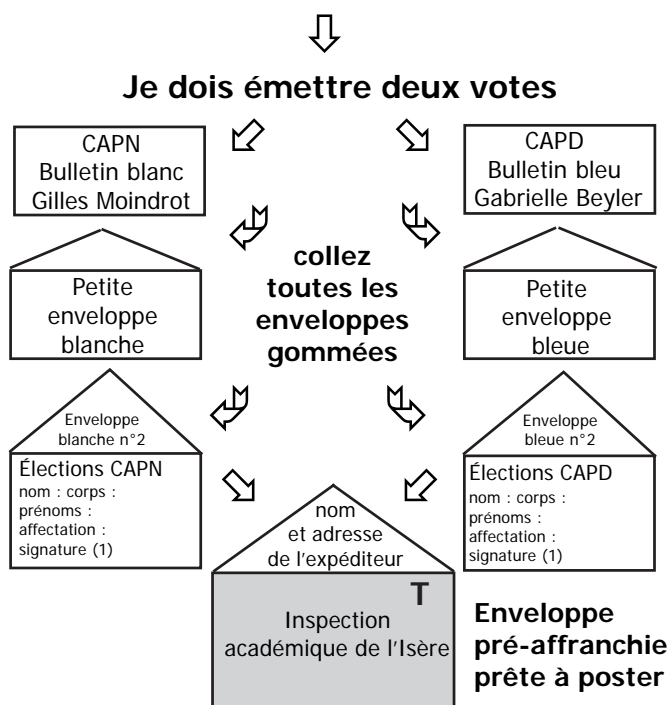 Je dois émettre deux votes
CAPN
Bulletin blanc
Gilles Moindrot
CAPD
Bulletin bleu
Gabrielle Beyler
collez
toutes les
enveloppes
gommées
Petite
enveloppe
blanche
Petite
enveloppe
bleue
Enveloppe
blanche n°2
Élections CAPN
nom : corps :
prénoms :
affectation :
signature (1)
Enveloppe
bleue n°2
Élections CAPD
nom : corps :
prénoms :
affectation :
signature (1)
nom
et adresse
de l'expéditeur
T
Inspection
académique de l'Isère
Enveloppe
pré-affranchie
prête à poster